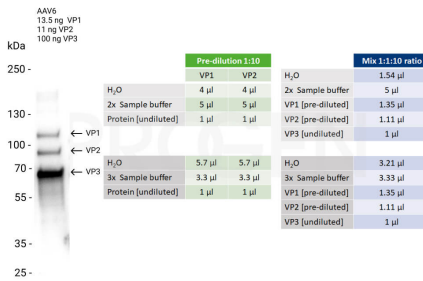 AAV6
13.5 ng VP1
11 ng VP2
100 ng VP3
kDa
250 -
130 -
100 -
70 -
55 -
35 -
25 -
← VP1
← VP2
← VP3
Pre-dilution 1:10
VP1 VP2
H₂O 4 µl 4 µl
2x Sample buffer 5 µl 5 µl
Protein [undiluted] 1 µl 1 µl
H₂O 5.7 µl 5.7 µl
3x Sample buffer 3.3 µl 3.3 µl
Protein [undiluted] 1 µl 1 µl
Mix 1:1:10 ratio
H₂O 1.54 µl
2x Sample buffer 5 µl
VP1 [pre-diluted] 1.35 µl
VP2 [pre-diluted] 1.11 µl
VP3 [undiluted] 1 µl
H₂O 3.21 µl
3x Sample buffer 3.33 µl
VP1 [pre-diluted] 1.35 µl
VP2 [pre-diluted] 1.11 µl
VP3 [undiluted] 1 µl
PROGEN